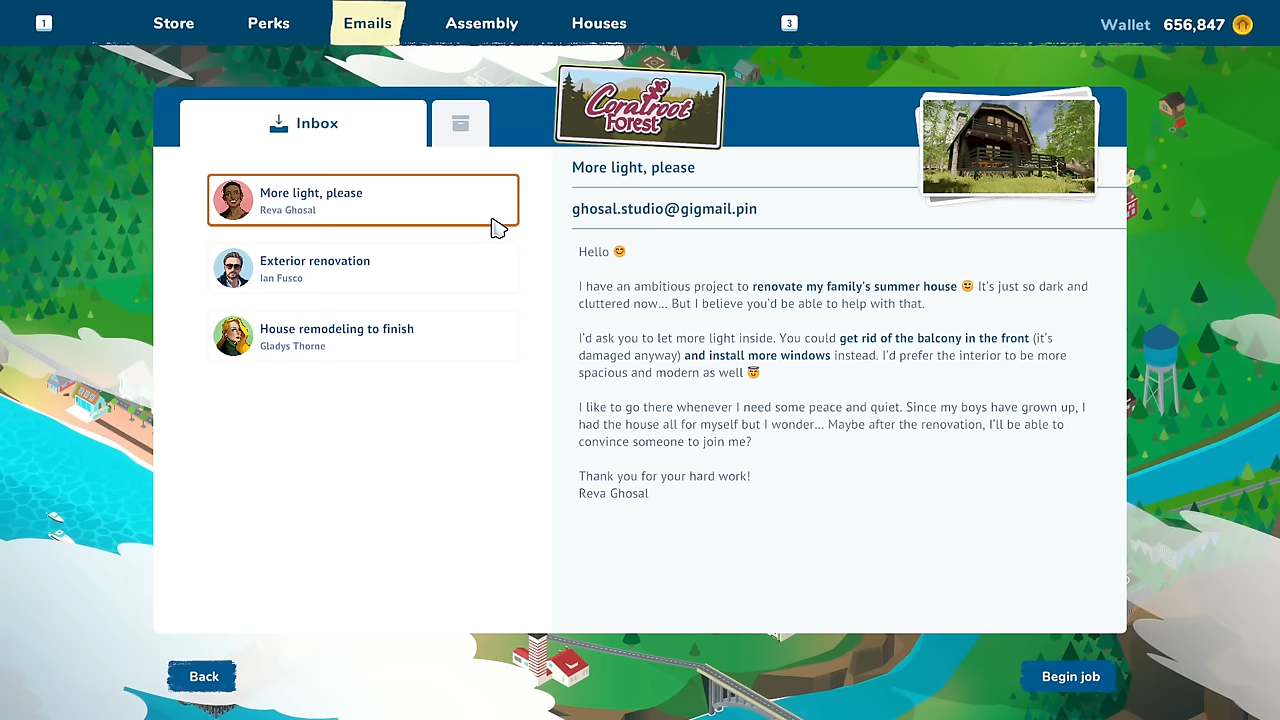 1
Store
Perks
Emails
Assembly
Houses
3
Wallet 656,847
Inbox
Coralroot
Forest
More light, please
Reva Ghosal
Exterior renovation
Ian Fusco
House remodeling to finish
Gladys Thorne
More light, please
ghosal.studio@gigmail.pin
Hello 😊
I have an ambitious project to renovate my family's summer house 😊 It's just so dark and
cluttered now... But I believe you'd be able to help with that.
I'd ask you to let more light inside. You could get rid of the balcony in the front (it's
damaged anyway) and install more windows instead. I'd prefer the interior to be more
spacious and modern as well 😇
I like to go there whenever I need some peace and quiet. Since my boys have grown up, I
had the house all for myself but I wonder... Maybe after the renovation, I'll be able to
convince someone to join me?
Thank you for your hard work!
Reva Ghosal
Back
Begin job